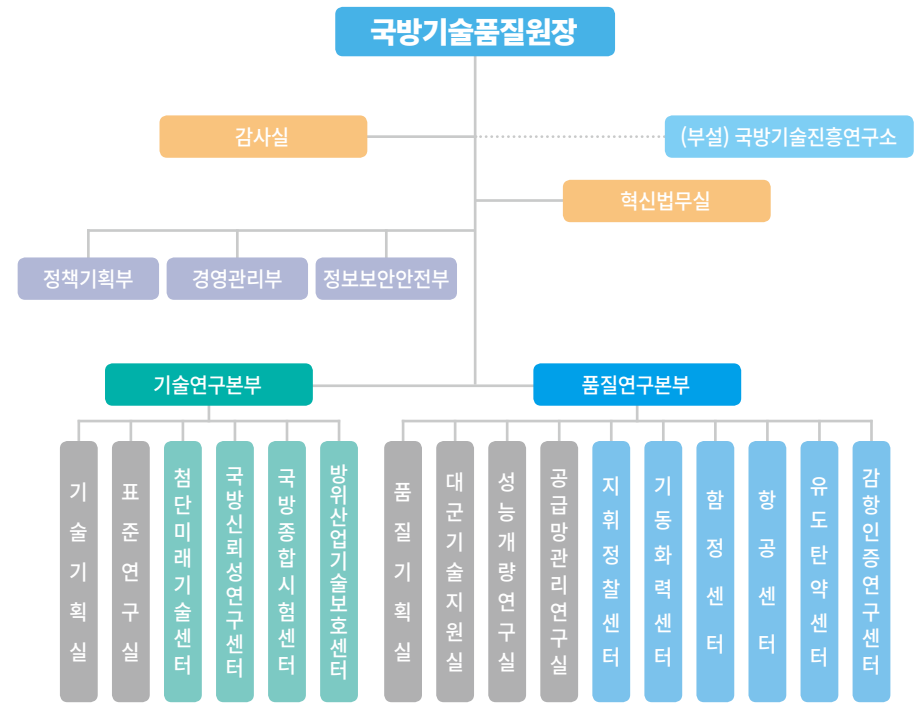 국방기술품질원장
감사실
(부설) 국방기술진흥연구소
혁신법무실
정책기획부
경영관리부
정보보안안전부
기술연구본부
품질연구본부
기술기획실
표준연구실
첨단미래기술센터
국방신뢰성연구센터
국방종합시험센터
방위산업기술보호센터
품질기획실
대군기술지원실
성능개량연구실
공급망관리연구실
지휘정찰센터
기동화력센터
함정센터
항공센터
유도탄약센터
감항인증연구센터